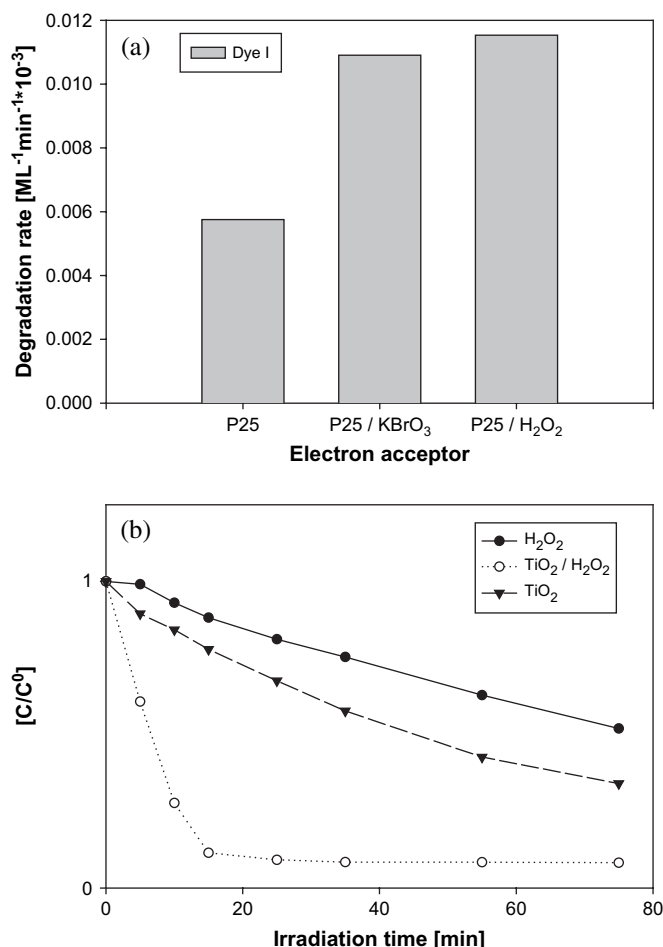 (a)
Dye I
Degradation rate [ML⁻¹min⁻¹*10⁻³]
0.012
0.010
0.008
0.006
0.004
0.002
0.000
P25
P25 / KBrO₃
P25 / H₂O₂
Electron acceptor
(b)
H₂O₂
TiO₂ / H₂O₂
TiO₂
[C/C⁰]
1
0
0
20
40
60
80
Irradiation time [min]